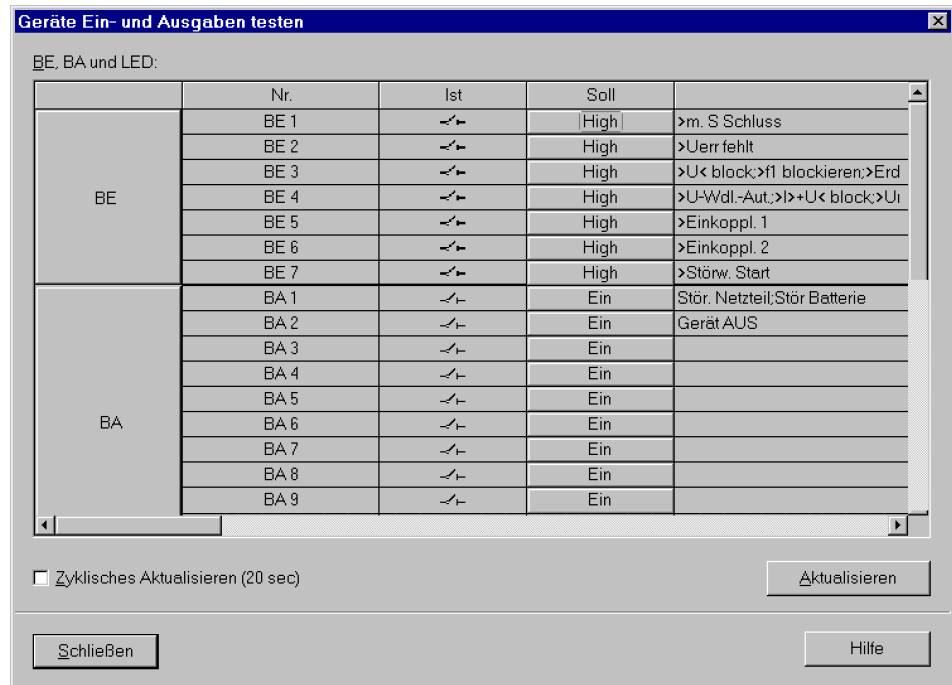 Geräte Ein- und Ausgaben testen
BE, BA und LED:
Nr. Ist Soll
BE
BE 1 High >m. S Schluss
BE 2 High >Uerr fehlt
BE 3 High >U< block;>f1 blockieren;>Erd
BE 4 High >U-Wdl.-Aut.;>I>+U< block;
BE 5 High >Einkoppl. 1
BE 6 High >Einkoppl. 2
BE 7 High >Störw. Start
BA
BA 1 Ein Stör. Netzteil;Stör Batterie
BA 2 Ein Gerät AUS
BA 3 Ein
BA 4 Ein
BA 5 Ein
BA 6 Ein
BA 7 Ein
BA 8 Ein
BA 9 Ein
Zyklisches Aktualisieren (20 sec)
Aktualisieren
Schließen
Hilfe